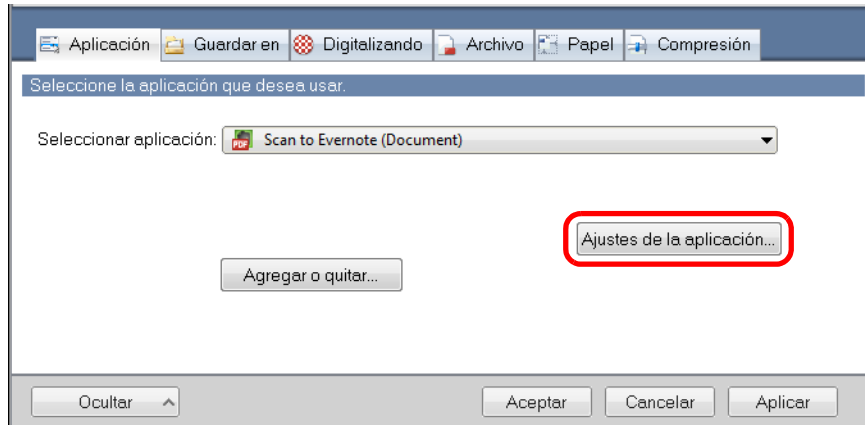 Aplicación Guardar en Digitalizando Archivo Papel Compresión
Seleccione la aplicación que desea usar.
Seleccionar aplicación: PDF Scan to Evernote (Document)
Ajustes de la aplicación...
Agregar o quitar...
Ocultar Aceptar Cancelar Aplicar